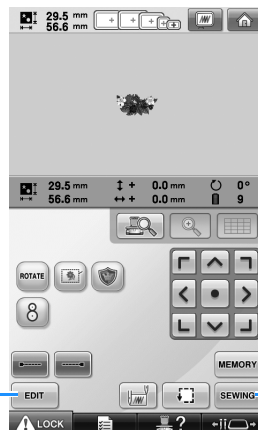 29.5 mm
56.6 mm
29.5 mm ↕ + 0.0 mm 0°
56.6 mm ↔ + 0.0 mm 9
ROTATE
8
MEMORY
EDIT
SEWING
LOCK ?